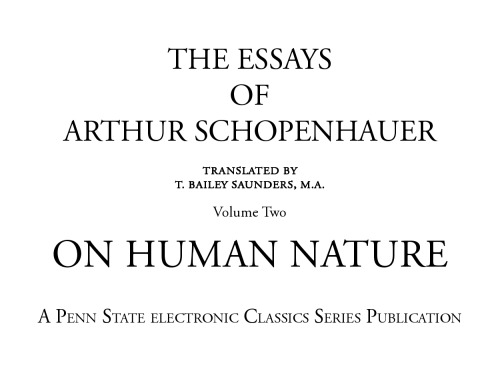 THE ESSAYS
OF
ARTHUR SCHOPENHAUER
TRANSLATED BY
T. BAILEY SAUNDERS, M.A.
Volume Two
ON HUMAN NATURE
A PENN STATE ELECTRONIC CLASSICS SERIES PUBLICATION